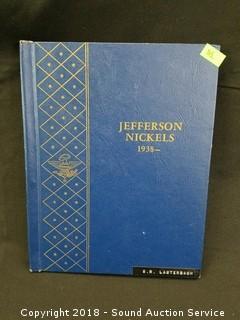 JEFFERSON
NICKELS
1938-
Copyright 2018 - Sound Auction Service